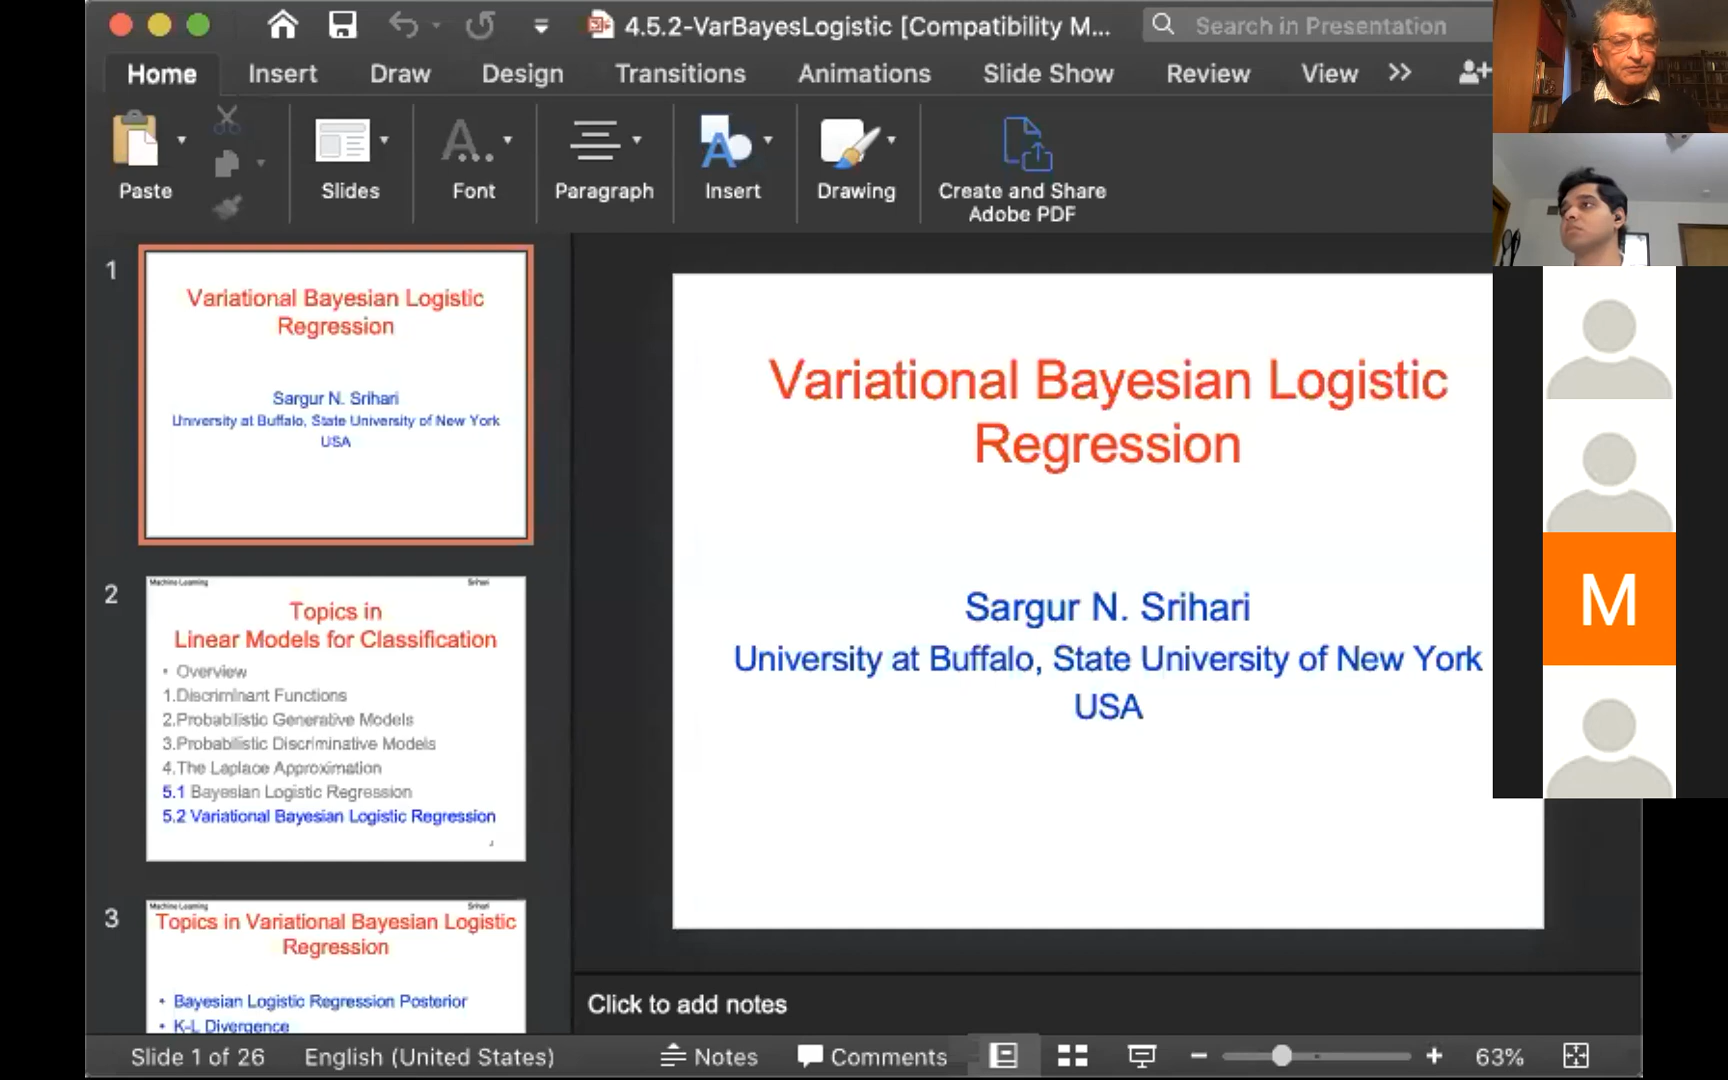 4.5.2-VarBayesLogistic [Compatibility M...
Search in Presentation
Home
Insert
Draw
Design
Transitions
Animations
Slide Show
Review
View
Paste
Slides
Font
Paragraph
Insert
Drawing
Create and Share
Adobe PDF
1
Variational Bayesian Logistic
Regression
Sargur N. Srihari
University at Buffalo, State University of New York
USA
2
Machine Learning
Srihari
Topics in
Linear Models for Classification
• Overview
1.Discriminant Functions
2.Probabilistic Generative Models
3.Probabilistic Discriminative Models
4.The Laplace Approximation
5.1 Bayesian Logistic Regression
5.2 Variational Bayesian Logistic Regression
3
Machine Learning
Srihari
Topics in Variational Bayesian Logistic
Regression
• Bayesian Logistic Regression Posterior
• K-L Divergence
Variational Bayesian Logistic
Regression
Sargur N. Srihari
University at Buffalo, State University of New York
USA
M
Click to add notes
Slide 1 of 26
English (United States)
Notes
Comments
63%